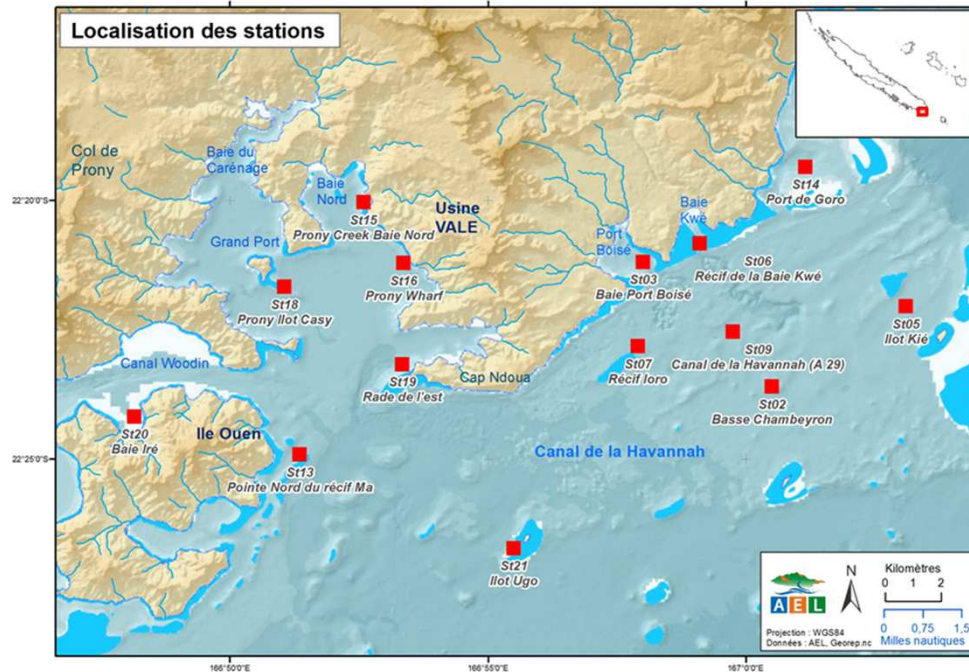 Localisation des stations
Col de
Prony
Baie du
Carénage
Baie
Nord
St15
Prony Creek Baie Nord
Usine
VALE
Grand Port
St16
Prony Wharf
St18
Prony Ilot Casy
Canal Woodin
St19
Rade de l'est
Cap Ndoua
St20
Baie Iré
Ile Ouen
St13
Pointe Nord du récif Ma
St14
Port de Goro
Baie
Kwé
Port
Boisé
St03
Baie Port Boisé
St06
Récif de la Baie Kwé
St05
Ilot Kié
St07
Récif Ioro
St09
Canal de la Havannah (A 29)
St02
Basse Chambeyron
Canal de la Havannah
St21
Ilot Ugo
22°20'0"S
22°25'0"S
166°50'0"E
166°55'0"E
167°0'0"E
AEL
N
Kilomètres
0 1 2
0 0,75 1,5
Milles nautiques
Projection : WGS84
Données : AEL, Georep.nc